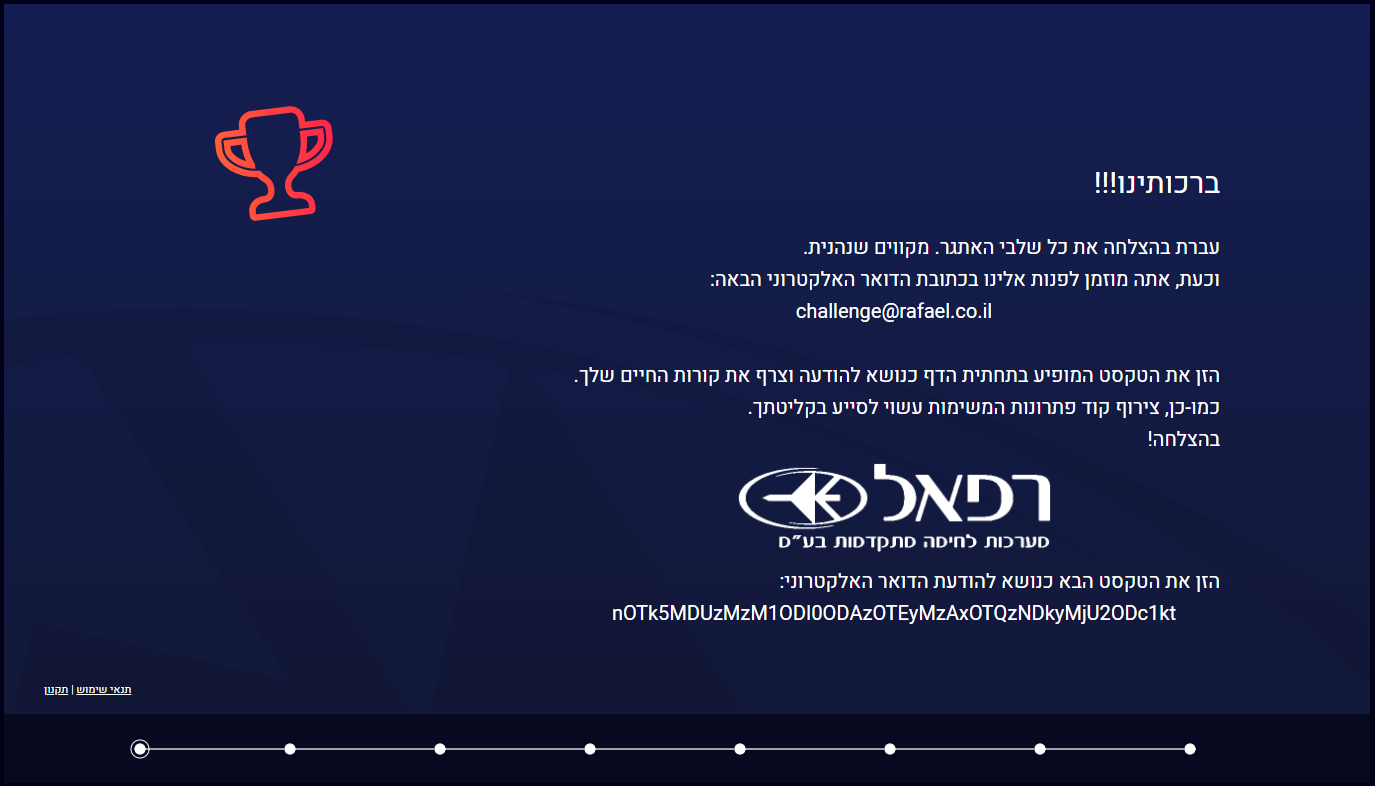 ברכותינו!!!
עברת בהצלחה את כל שלבי האתגר. מקווים שנהנית.
וכעת, אתה מוזמן לפנות אלינו בכתובת הדואר האלקטרוני הבאה:
challenge@rafael.co.il
הזן את הטקסט המופיע בתחתית הדף כנושא להודעה וצרף את קורות החיים שלך.
כמו-כן, צירוף קוד פתרונות המשימות עשוי לסייע בקליטתך.
בהצלחה!
רפאל
מערכות לחימה מתקדמות בע"מ
הזן את הטקסט הבא כנושא להודעת הדואר האלקטרוני:
nOTk5MDUzMzM1ODI0ODAzOTEyMzAxOTQzNDkyMjU2ODc1kt
תנאי שימוש | תקנון